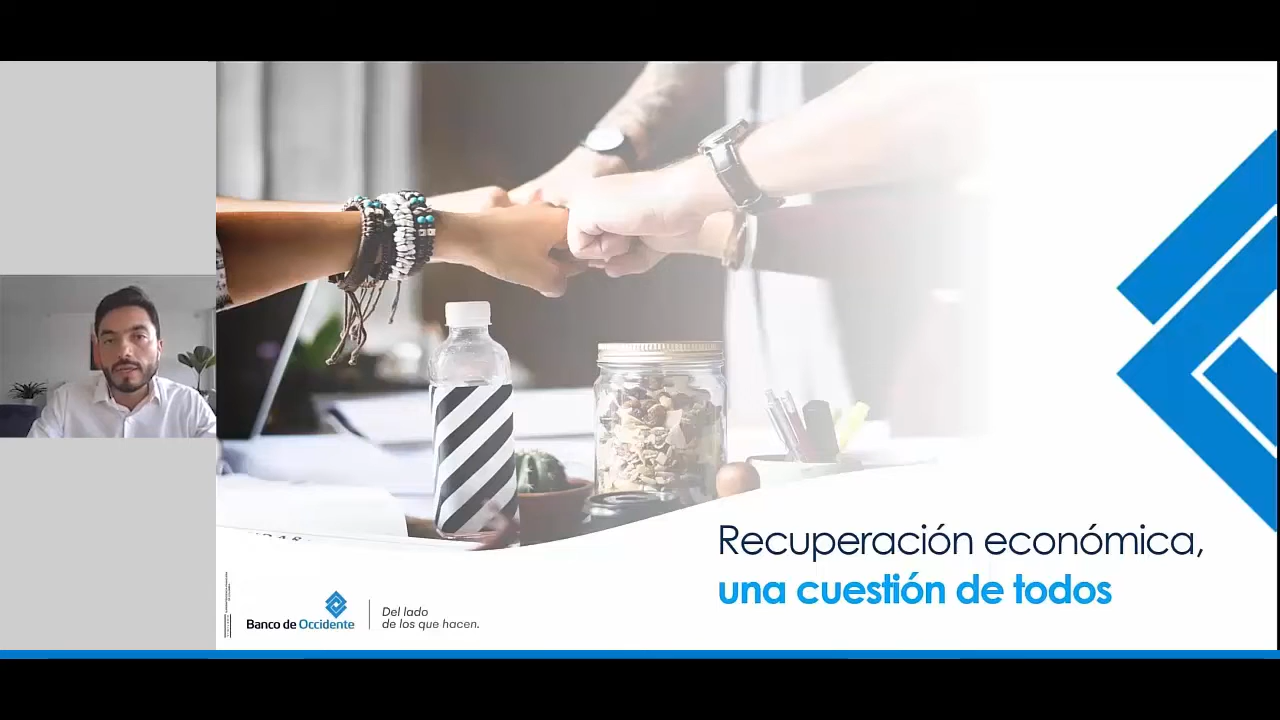 Recuperación económica,
una cuestión de todos
Banco de Occidente
Del lado
de los que hacen.